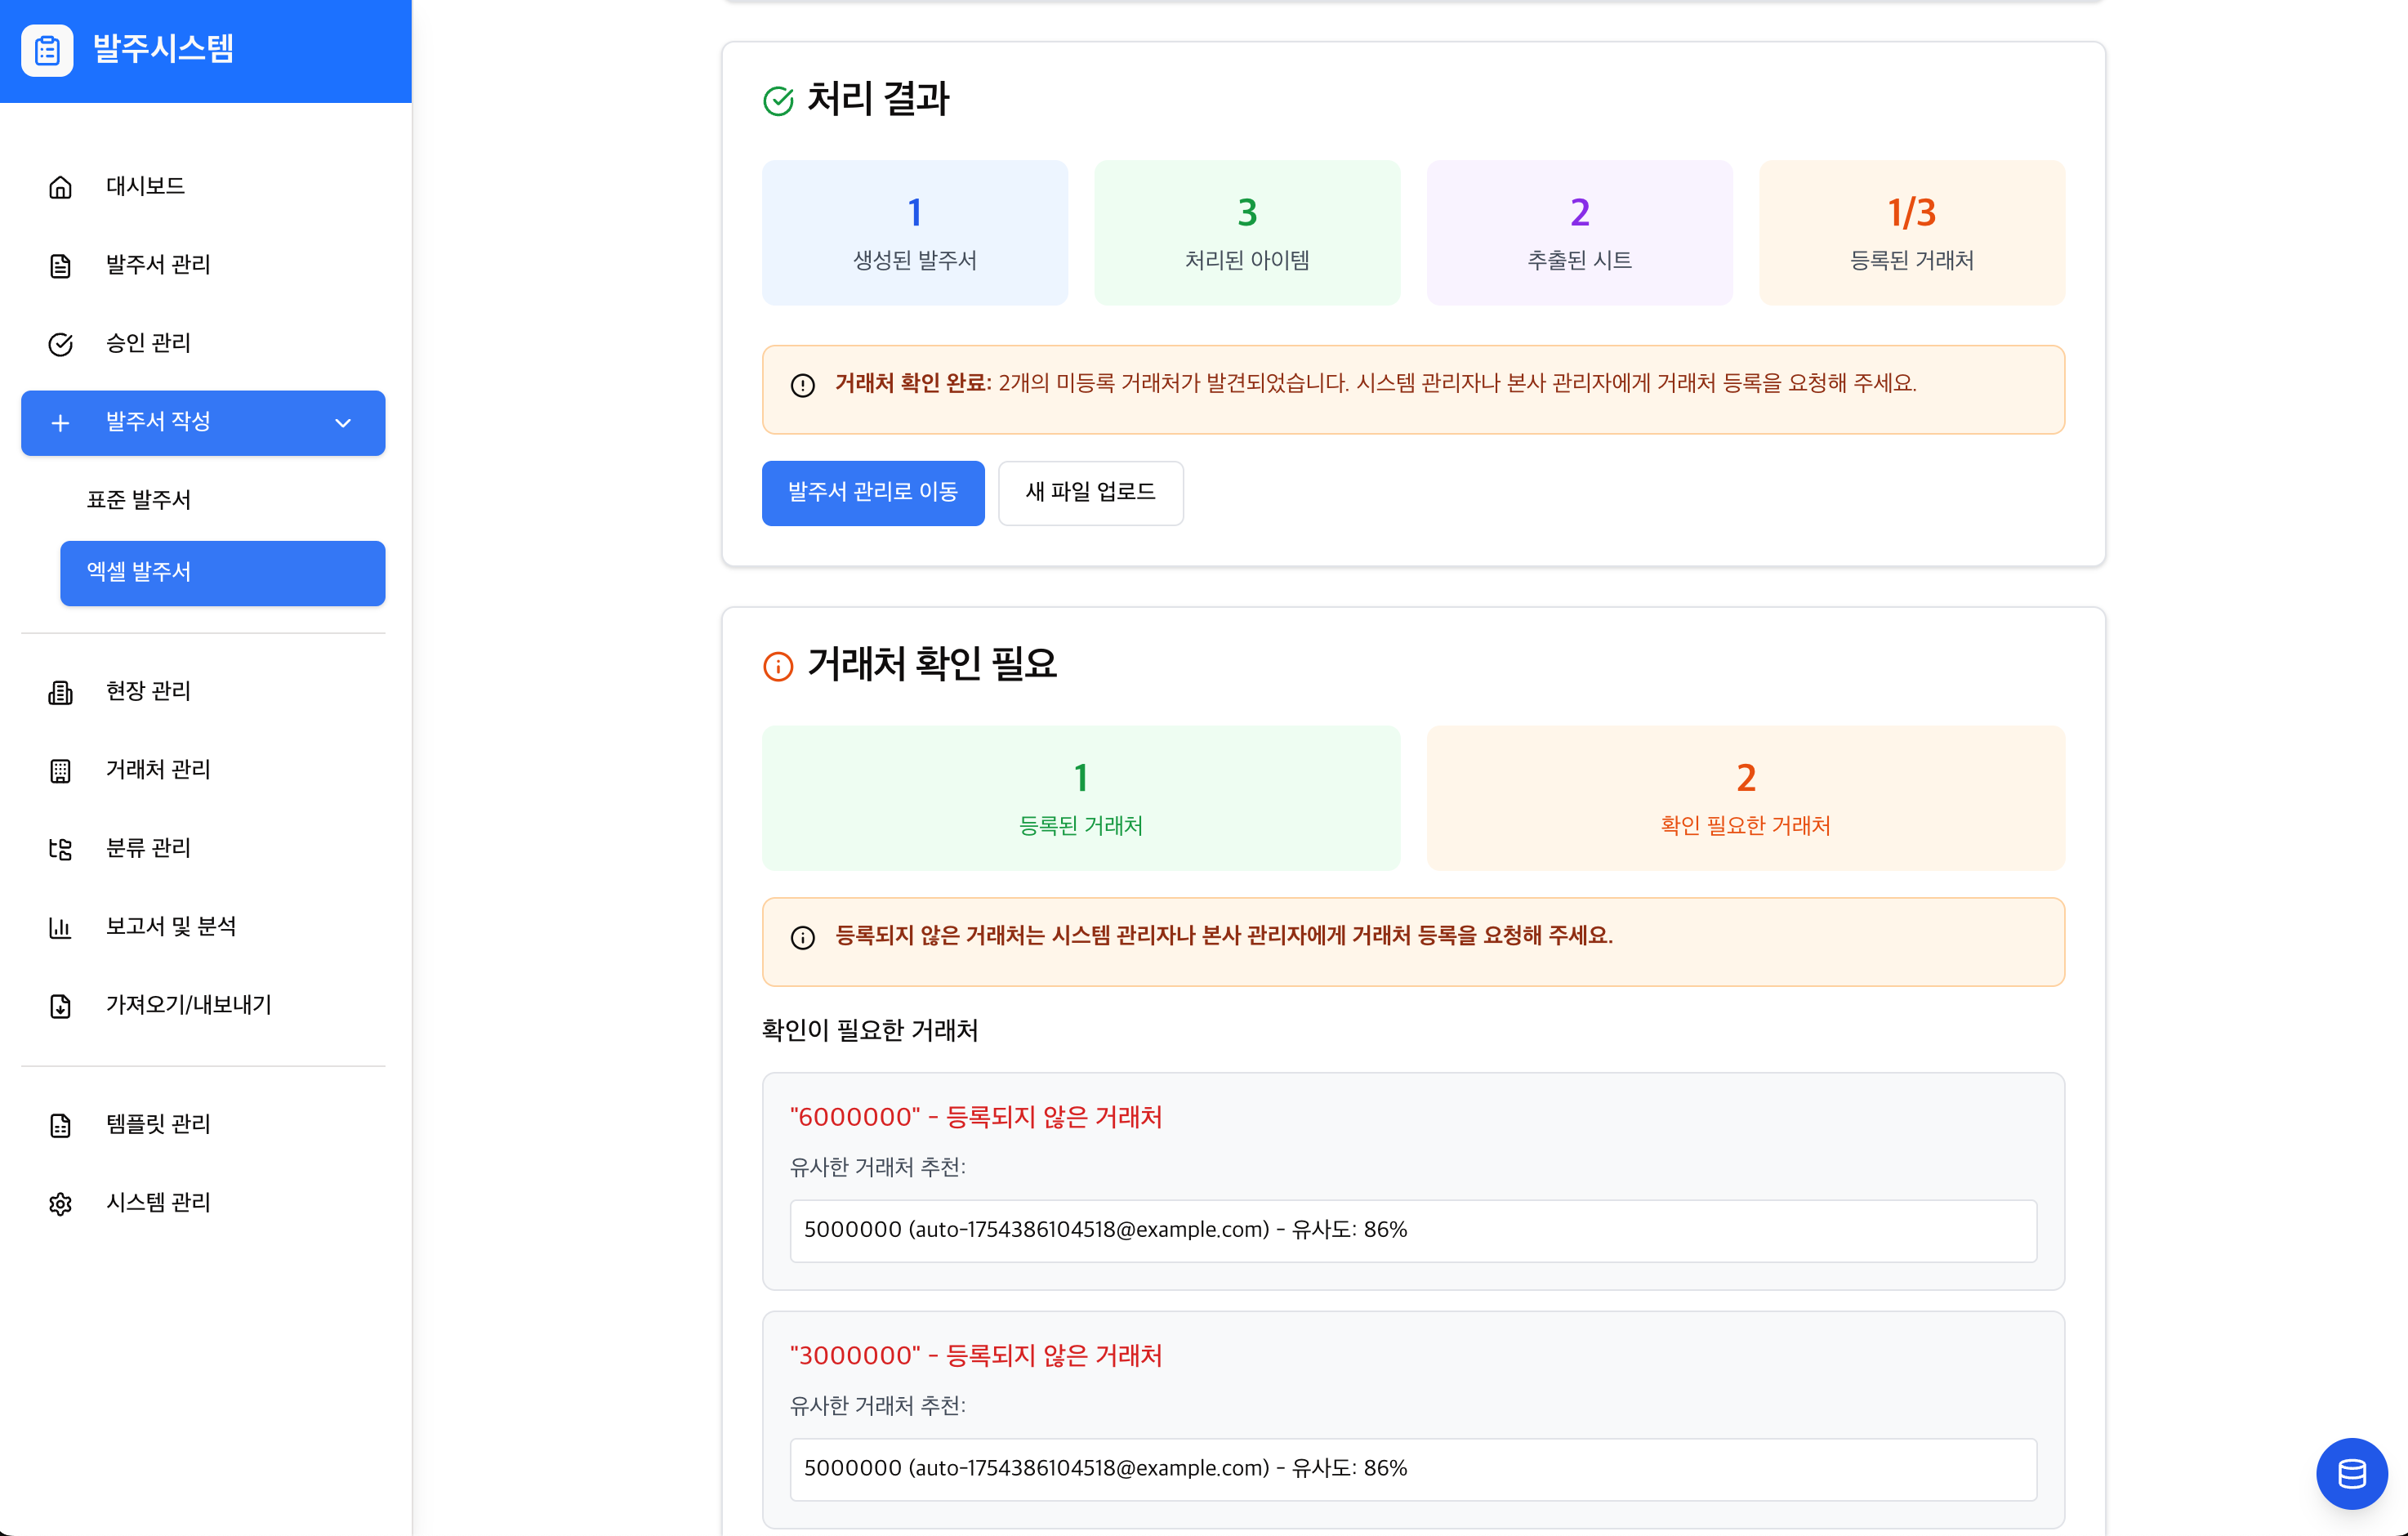 발주시스템
대시보드
발주서 관리
승인 관리
발주서 작성
표준 발주서
엑셀 발주서
현장 관리
거래처 관리
분류 관리
보고서 및 분석
가져오기/내보내기
템플릿 관리
시스템 관리
처리 결과
1
생성된 발주서
3
처리된 아이템
2
추출된 시트
1/3
등록된 거래처
거래처 확인 완료: 2개의 미등록 거래처가 발견되었습니다. 시스템 관리자나 본사 관리자에게 거래처 등록을 요청해 주세요.
발주서 관리로 이동
새 파일 업로드
거래처 확인 필요
1
등록된 거래처
2
확인 필요한 거래처
등록되지 않은 거래처는 시스템 관리자나 본사 관리자에게 거래처 등록을 요청해 주세요.
확인이 필요한 거래처
"6000000" - 등록되지 않은 거래처
유사한 거래처 추천:
5000000 (auto-1754386104518@example.com) - 유사도: 86%
"3000000" - 등록되지 않은 거래처
유사한 거래처 추천:
5000000 (auto-1754386104518@example.com) - 유사도: 86%